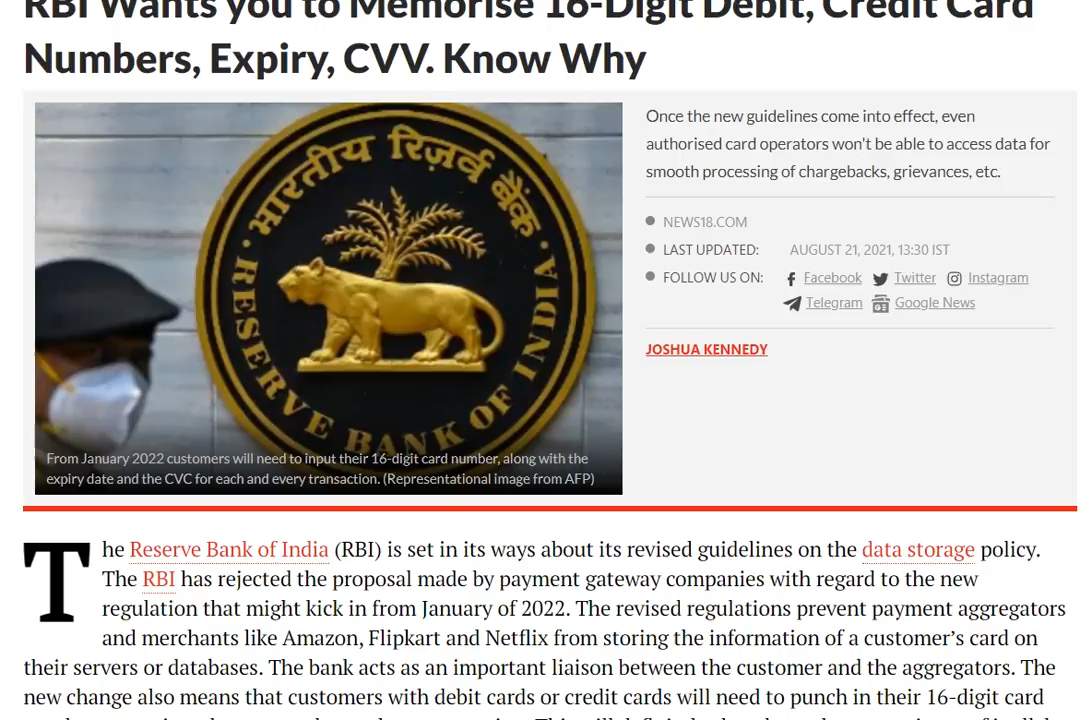 RBI Wants you to Memorise 16-Digit Debit, Credit Card
Numbers, Expiry, CVV. Know Why
भारतीय रिज़र्व बैंक
RESERVE BANK OF INDIA
From January 2022 customers will need to input their 16-digit card number, along with the
expiry date and the CVC for each and every transaction. (Representational image from AFP)
Once the new guidelines come into effect, even
authorised card operators won't be able to access data for
smooth processing of chargebacks, grievances, etc.
NEWS18.COM
LAST UPDATED: AUGUST 21, 2021, 13:30 IST
FOLLOW US ON: Facebook Twitter Instagram
Telegram Google News
JOSHUA KENNEDY
The Reserve Bank of India (RBI) is set in its ways about its revised guidelines on the data storage policy.
The RBI has rejected the proposal made by payment gateway companies with regard to the new
regulation that might kick in from January of 2022. The revised regulations prevent payment aggregators
and merchants like Amazon, Flipkart and Netflix from storing the information of a customer’s card on
their servers or databases. The bank acts as an important liaison between the customer and the aggregators. The
new change also means that customers with debit cards or credit cards will need to punch in their 16-digit card